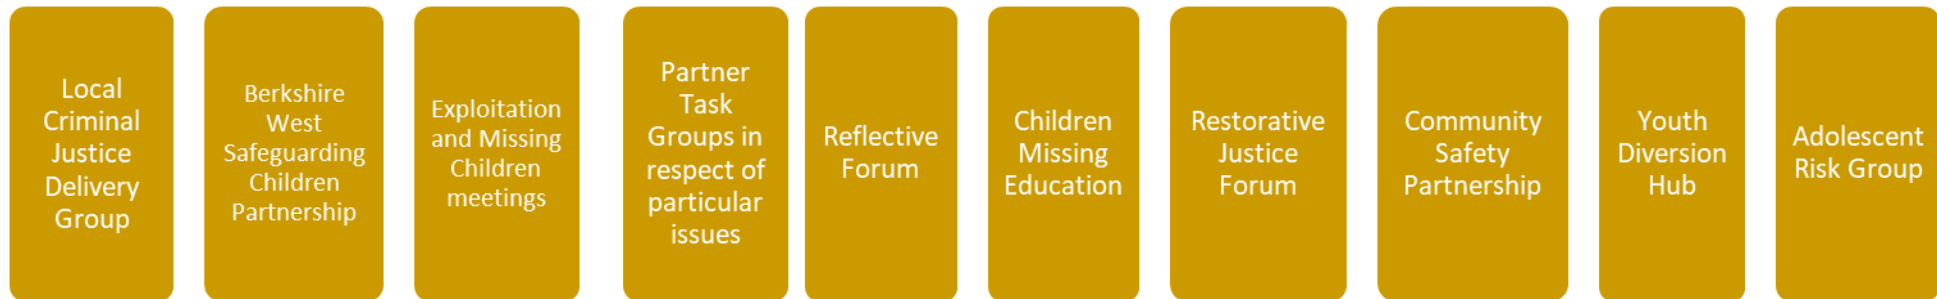 Local
Criminal
Justice
Delivery
Group
Berkshire
West
Safeguarding
Children
Partnership
Exploitation
and Missing
Children
meetings
Partner
Task
Groups in
respect of
particular
issues
Reflective
Forum
Children
Missing
Education
Restorative
Justice
Forum
Community
Safety
Partnership
Youth
Diversion
Hub
Adolescent
Risk Group